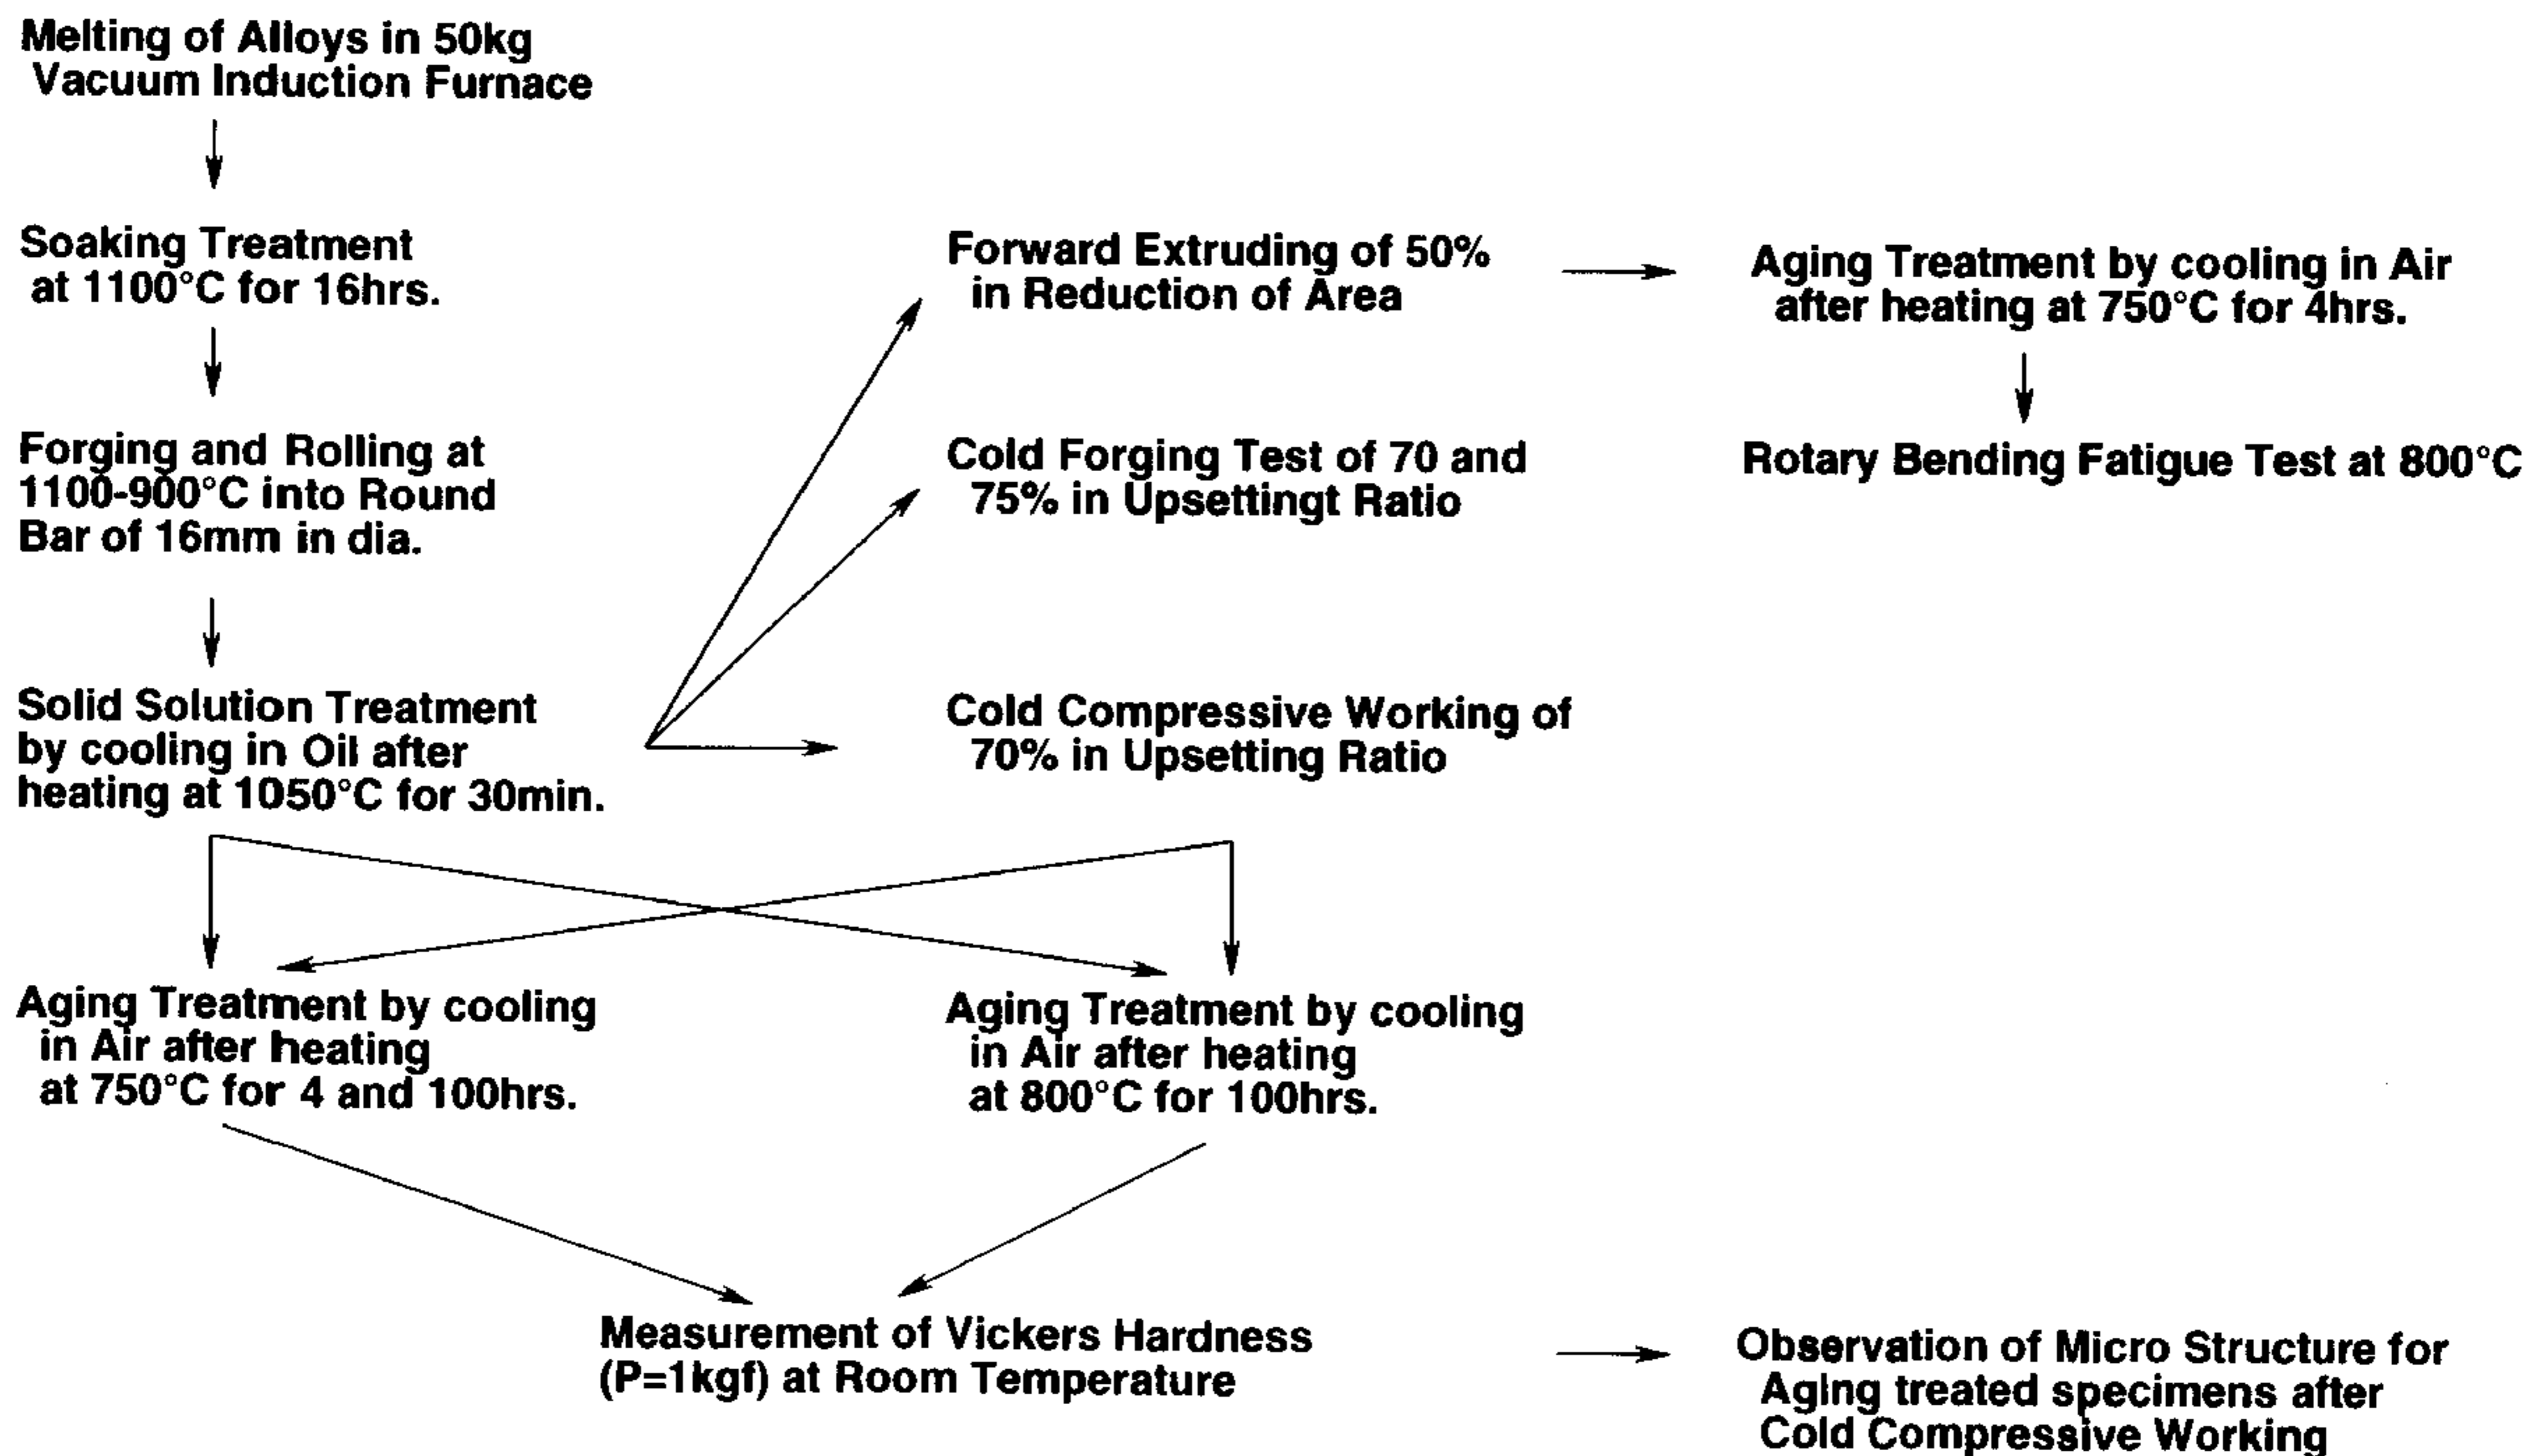 Melting of Alloys in 50kg
Vacuum Induction Furnace
Soaking Treatment
at 1100°C for 16hrs.
Forging and Rolling at
1100-900°C into Round
Bar of 16mm in dia.
Solid Solution Treatment
by cooling in Oil after
heating at 1050°C for 30min.
Forward Extruding of 50%
in Reduction of Area
Aging Treatment by cooling in Air
after heating at 750°C for 4hrs.
Rotary Bending Fatigue Test at 800°C
Cold Forging Test of 70 and
75% in Upsettingt Ratio
Cold Compressive Working of
70% in Upsetting Ratio
Aging Treatment by cooling
in Air after heating
at 750°C for 4 and 100hrs.
Aging Treatment by cooling
in Air after heating
at 800°C for 100hrs.
Measurement of Vickers Hardness
(P=1kgf) at Room Temperature
Observation of Micro Structure for
Aging treated specimens after
Cold Compressive Working